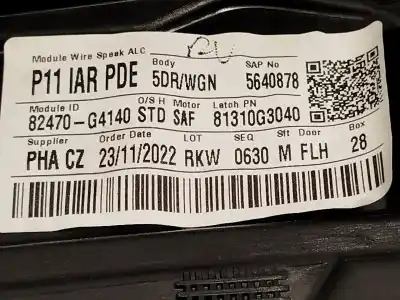 Module Wire Speak ALC Body SAP No
P11 IAR PDE 5DR/WGN 5640878
Module ID O/S H Motor Latch PN
82470-G4140 STD SAF 81310G3040
Supplier Order Date LOT SEQ Sft Door Box
PHA CZ 23/11/2022 RKW 0630 M FLH 28